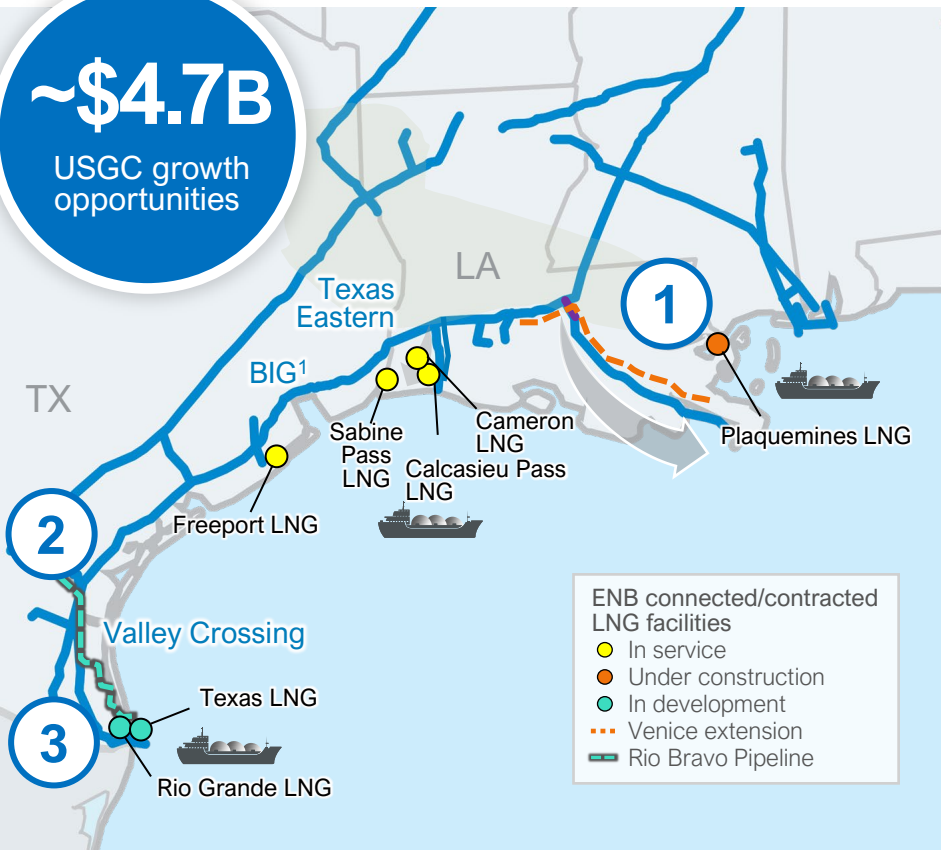 ~$4.7B
USGC growth
opportunities
LA
1
Texas
Eastern
BIG¹
TX
Sabine
Pass
LNG
Cameron
LNG
Calcasieu Pass
LNG
Plaquemines LNG
Freeport LNG
2
Valley Crossing
Texas LNG
3
Rio Grande LNG
ENB connected/contracted
LNG facilities
In service
Under construction
In development
Venice extension
Rio Bravo Pipeline